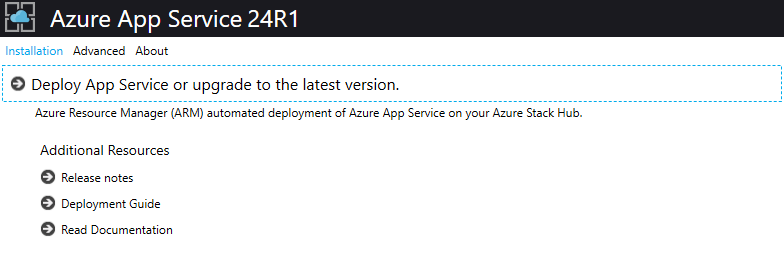 Azure App Service 24R1
Installation Advanced About
Deploy App Service or upgrade to the latest version.
Azure Resource Manager (ARM) automated deployment of Azure App Service on your Azure Stack Hub.
Additional Resources
Release notes
Deployment Guide
Read Documentation